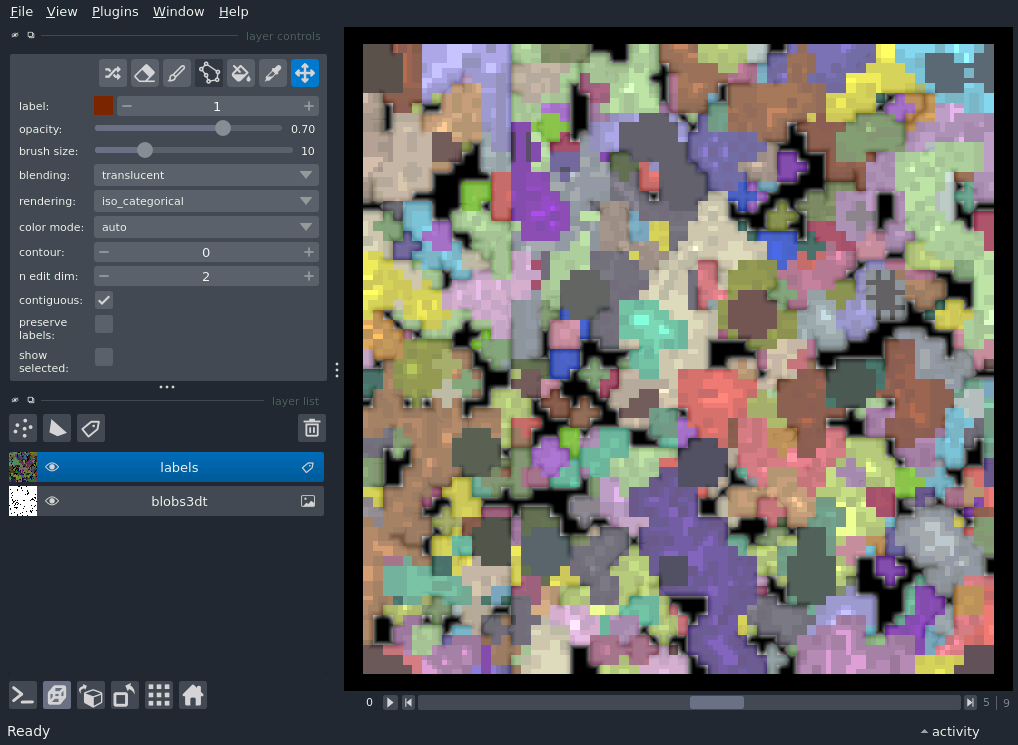 File View Plugins Window Help
layer controls
label: 1
opacity: 0.70
brush size: 10
blending: translucent
rendering: iso_categorical
color mode: auto
contour: 0
n edit dim: 2
contiguous:
preserve
labels:
show
selected:
layer list
labels
blobs3dt
0 5 9
Ready activity